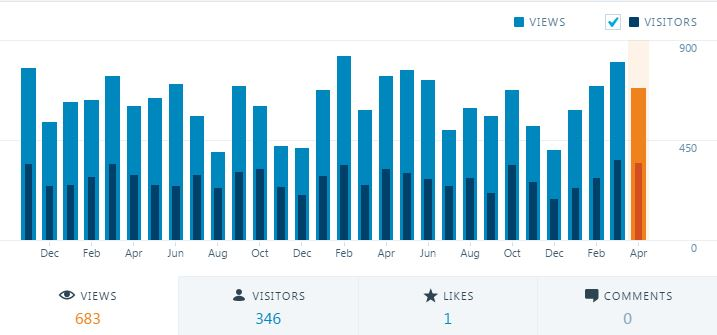 VIEWS VISITORS
900
450
0
Dec Feb Apr Jun Aug Oct Dec Feb Apr Jun Aug Oct Dec Feb Apr
VIEWS VISITORS LIKES COMMENTS
683 346 1 0